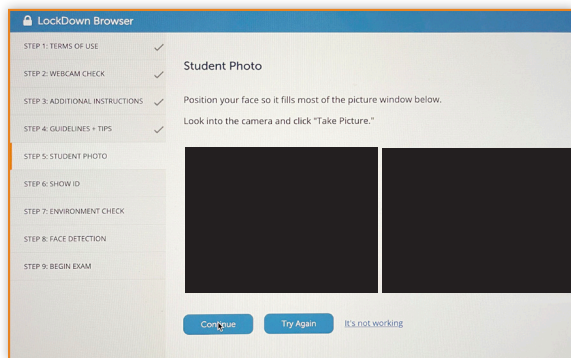 LockDown Browser
STEP 1: TERMS OF USE
STEP 2: WEBCAM CHECK
STEP 3: ADDITIONAL INSTRUCTIONS
STEP 4: GUIDELINES + TIPS
STEP 5: STUDENT PHOTO
STEP 6: SHOW ID
STEP 7: ENVIRONMENT CHECK
STEP 8: FACE DETECTION
STEP 9: BEGIN EXAM
Student Photo
Position your face so it fills most of the picture window below.
Look into the camera and click "Take Picture."
Continue Try Again It's not working